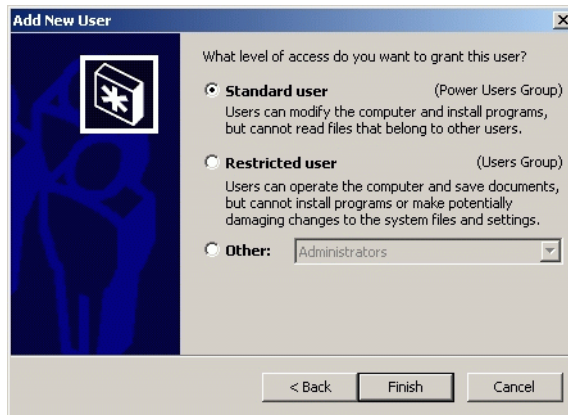 Add New User
What level of access do you want to grant this user?
Standard user (Power Users Group)
Users can modify the computer and install programs,
but cannot read files that belong to other users.
Restricted user (Users Group)
Users can operate the computer and save documents,
but cannot install programs or make potentially
damaging changes to the system files and settings.
Other: Administrators
< Back Finish Cancel